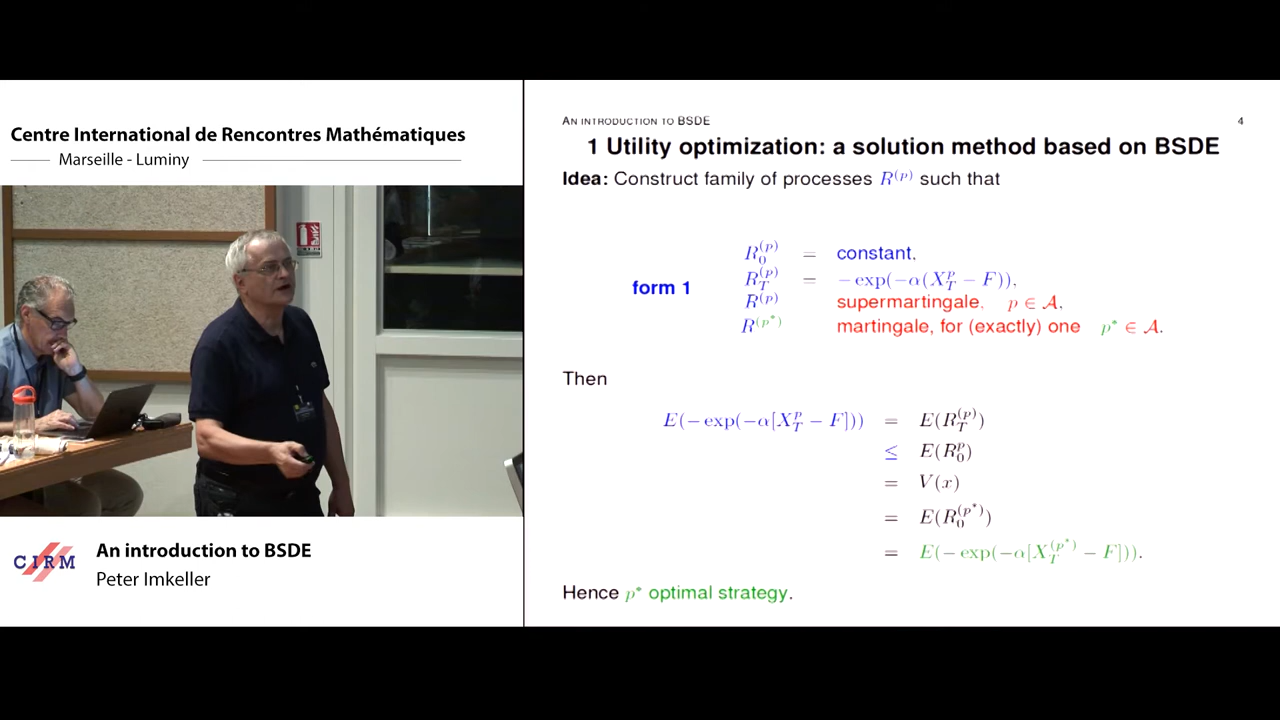 Centre International de Rencontres Mathématiques
Marseille - Luminy
CIRM
An introduction to BSDE
Peter Imkeller
AN INTRODUCTION TO BSDE 4
1 Utility optimization: a solution method based on BSDE
Idea: Construct family of processes R^{(p)} such that
form 1
R_0^{(p)} = constant,
R_T^{(p)} = − exp(−α(X_T^p − F)),
R^{(p)} supermartingale, p ∈ 𝒜,
R^{(p*)} martingale, for (exactly) one p* ∈ 𝒜.
Then
E(− exp(−α[X_T^p − F])) = E(R_T^{(p)})
≤ E(R_0^p)
= V(x)
= E(R_0^{(p*)})
= E(− exp(−α[X_T^{(p*)} − F])).
Hence p* optimal strategy.